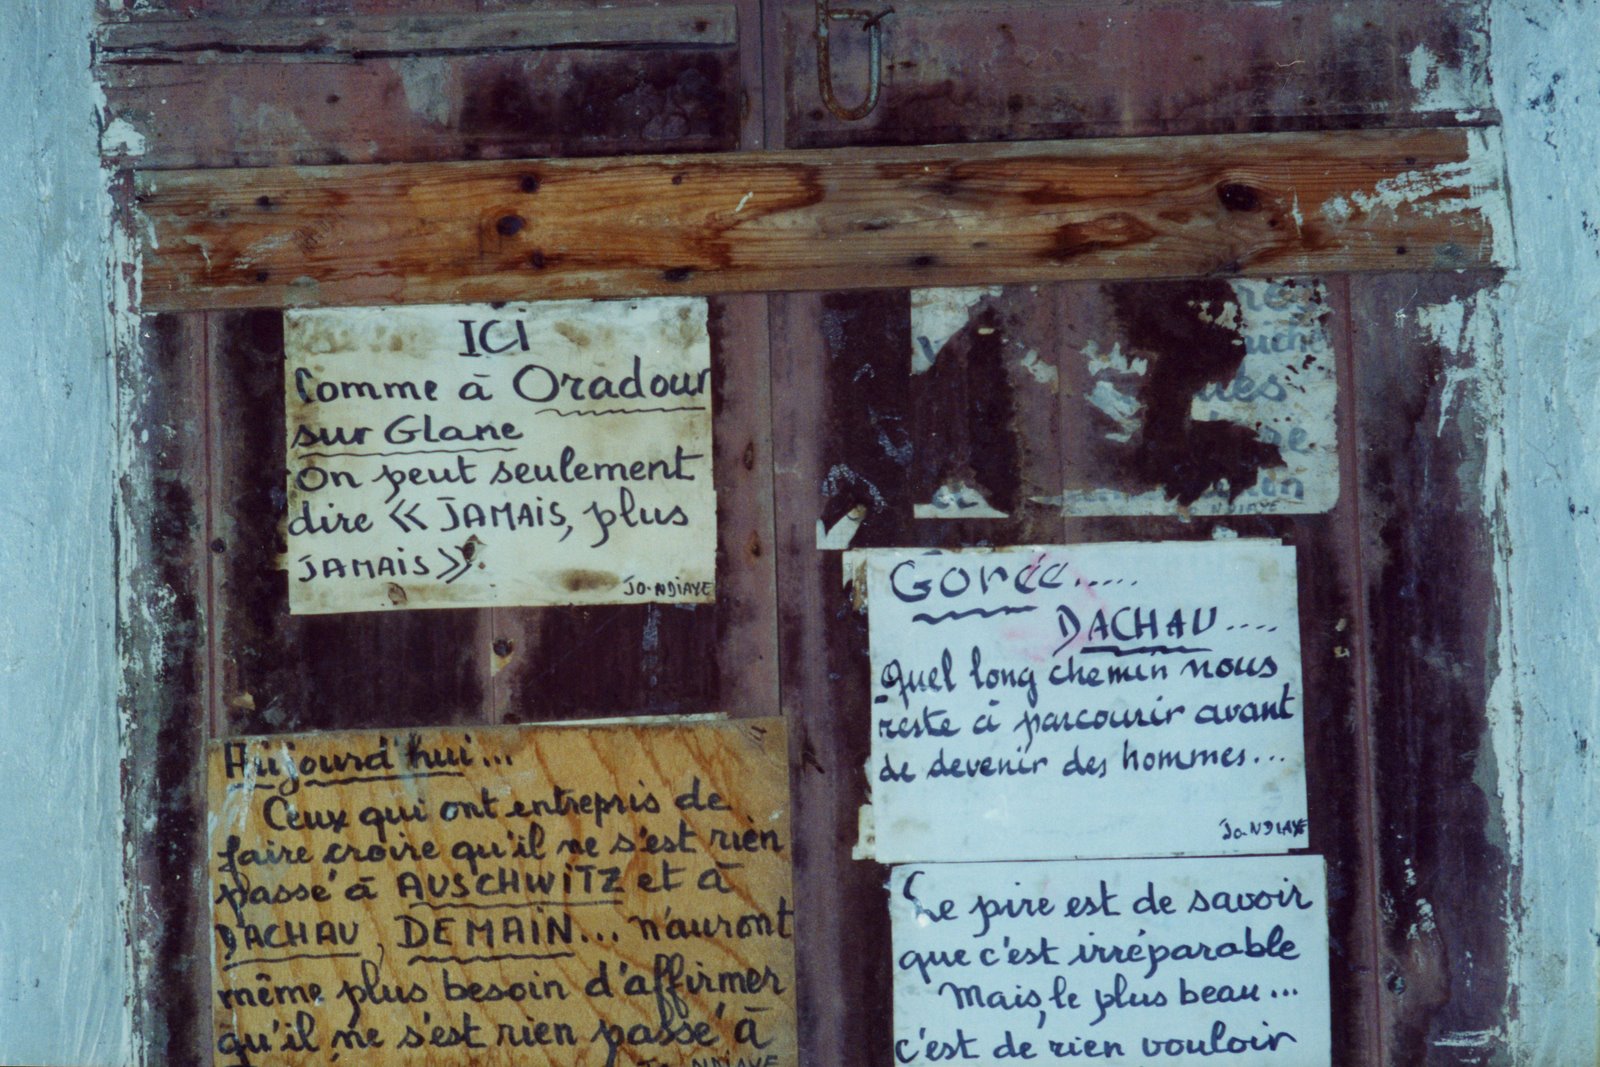 ICI
Comme à Oradour
sur Glane
On peut seulement
dire « JAMAIS, plus
JAMAIS »
JO-NDIAYE
Gorée.....
DACHAU....
Quel long chemin nous
reste à parcourir avant
de devenir des hommes...
Jo-NDIAYE
Aujourd'hui...
Ceux qui ont entrepris de
faire croire qu'il ne s'est rien
passé à AUSCHWITZ et à
DACHAU, DEMAIN... n'auront
même plus besoin d'affirmer
qu'il ne s'est rien passé à
Jo-NDIAYE
Le pire est de savoir
que c'est irréparable
Mais, le plus beau...
c'est de rien vouloir